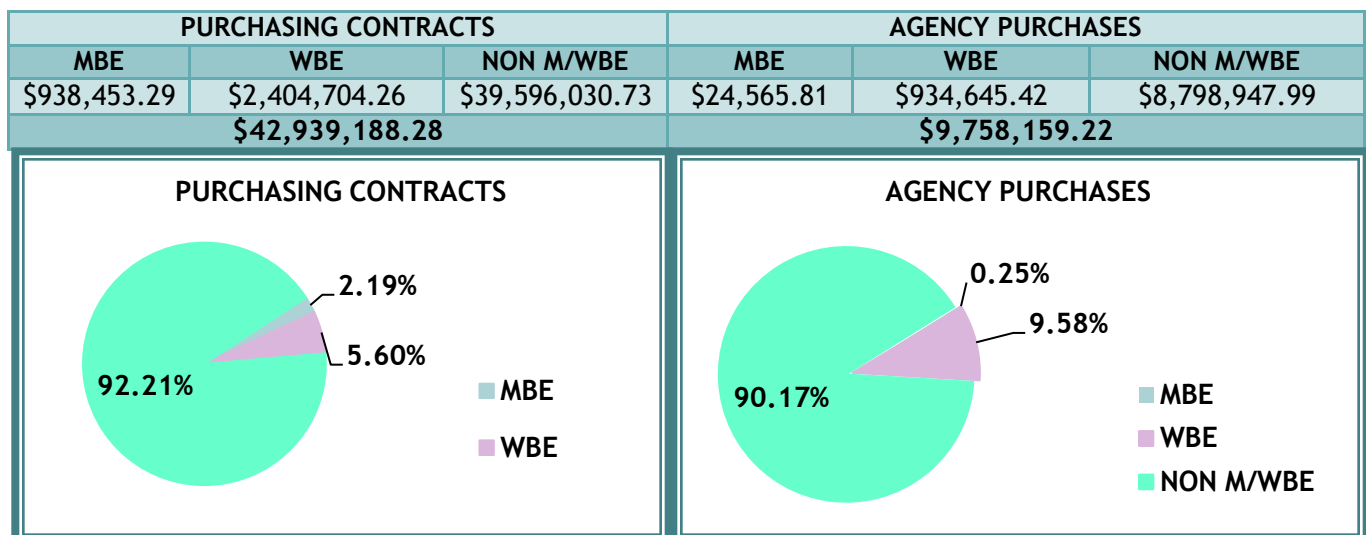 PURCHASING CONTRACTS AGENCY PURCHASES
MBE WBE NON M/WBE MBE WBE NON M/WBE
$938,453.29 $2,404,704.26 $39,596,030.73 $24,565.81 $934,645.42 $8,798,947.99
$42,939,188.28 $9,758,159.22
PURCHASING CONTRACTS
2.19%
5.60%
92.21%
MBE
WBE
AGENCY PURCHASES
0.25%
9.58%
90.17%
MBE
WBE
NON M/WBE